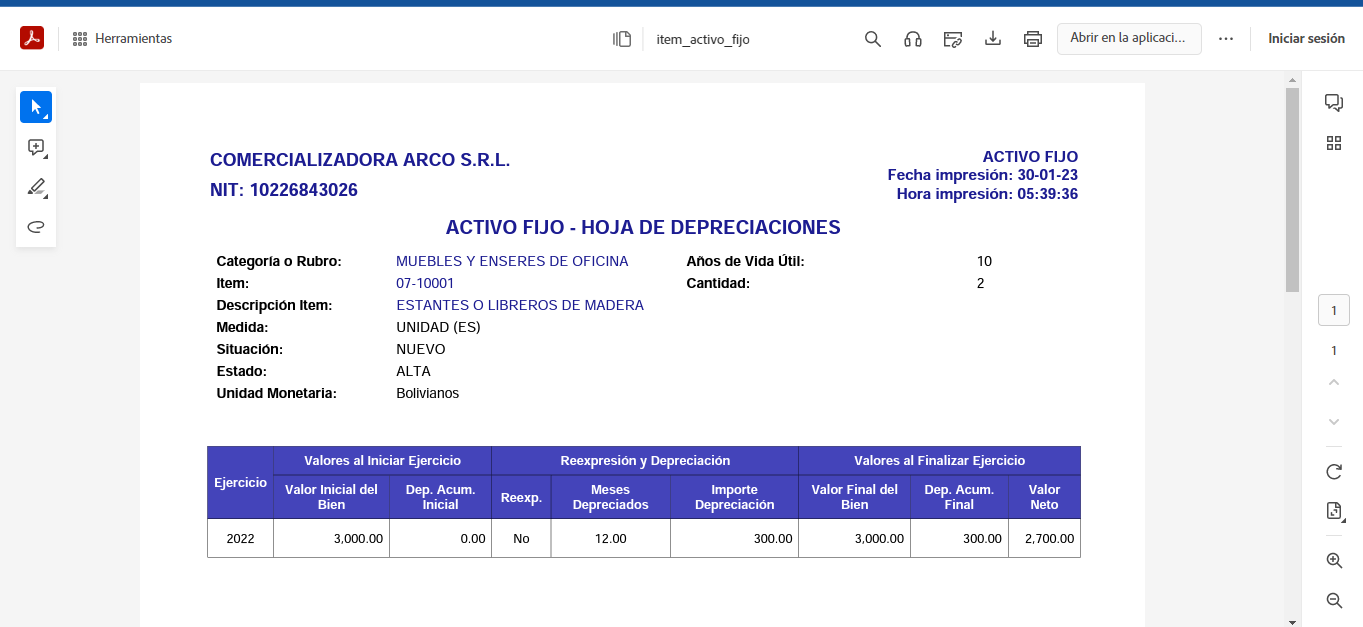 Herramientas
item_activo_fijo
Abrir en la aplicaci...
Iniciar sesión
COMERCIALIZADORA ARCO S.R.L.
NIT: 10226843026
ACTIVO FIJO
Fecha impresión: 30-01-23
Hora impresión: 05:39:36
ACTIVO FIJO - HOJA DE DEPRECIACIONES
Categoría o Rubro: MUEBLES Y ENSERES DE OFICINA Años de Vida Útil: 10
Item: 07-10001 Cantidad: 2
Descripción Item: ESTANTES O LIBREROS DE MADERA
Medida: UNIDAD (ES)
Situación: NUEVO
Estado: ALTA
Unidad Monetaria: Bolivianos
Ejercicio Valores al Iniciar Ejercicio Reexpresión y Depreciación Valores al Finalizar Ejercicio
Valor Inicial del Bien Dep. Acum. Inicial Reexp. Meses Depreciados Importe Depreciación Valor Final del Bien Dep. Acum. Final Valor Neto
2022 3,000.00 0.00 No 12.00 300.00 3,000.00 300.00 2,700.00
1
1